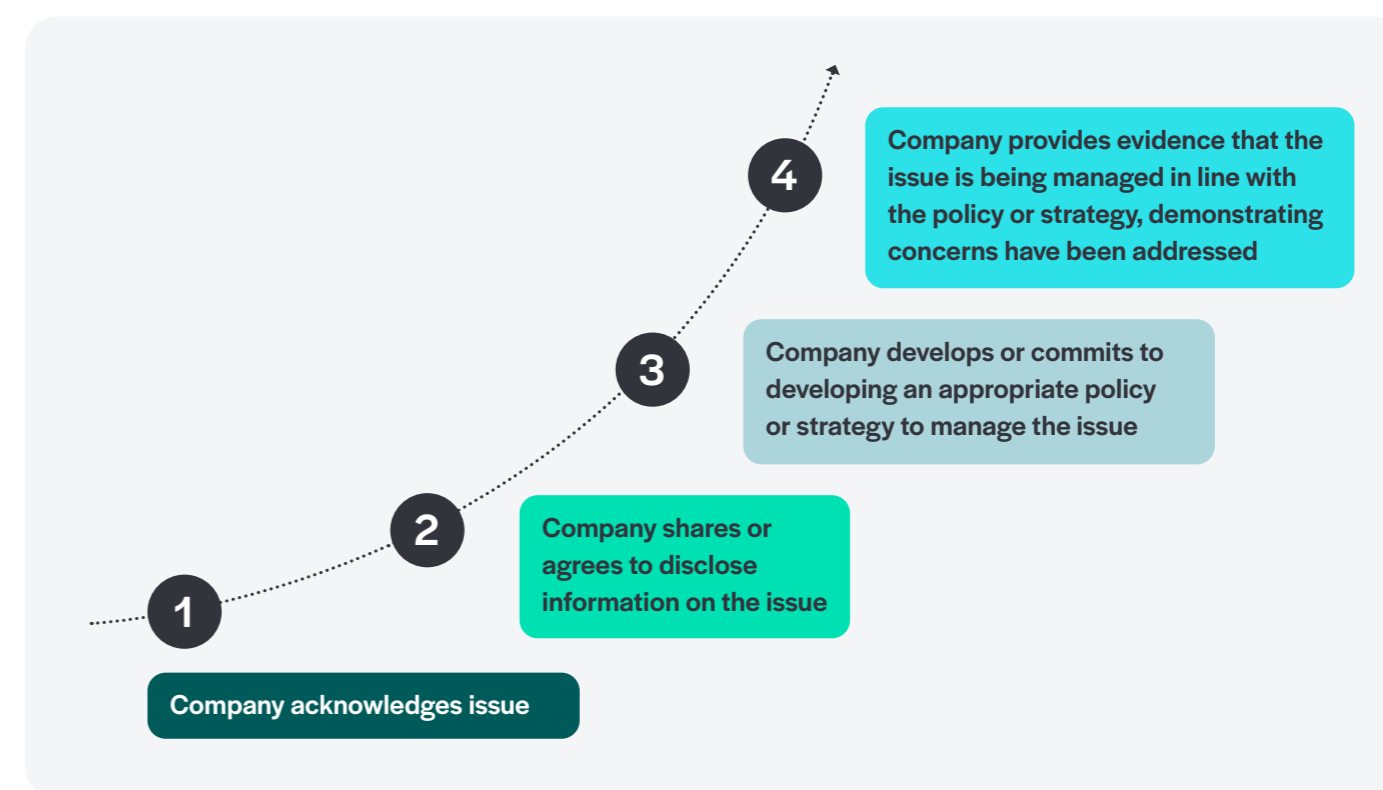 4
Company provides evidence that the
issue is being managed in line with
the policy or strategy, demonstrating
concerns have been addressed
3
Company develops or commits to
developing an appropriate policy
or strategy to manage the issue
2
Company shares or
agrees to disclose
information on the issue
1
Company acknowledges issue